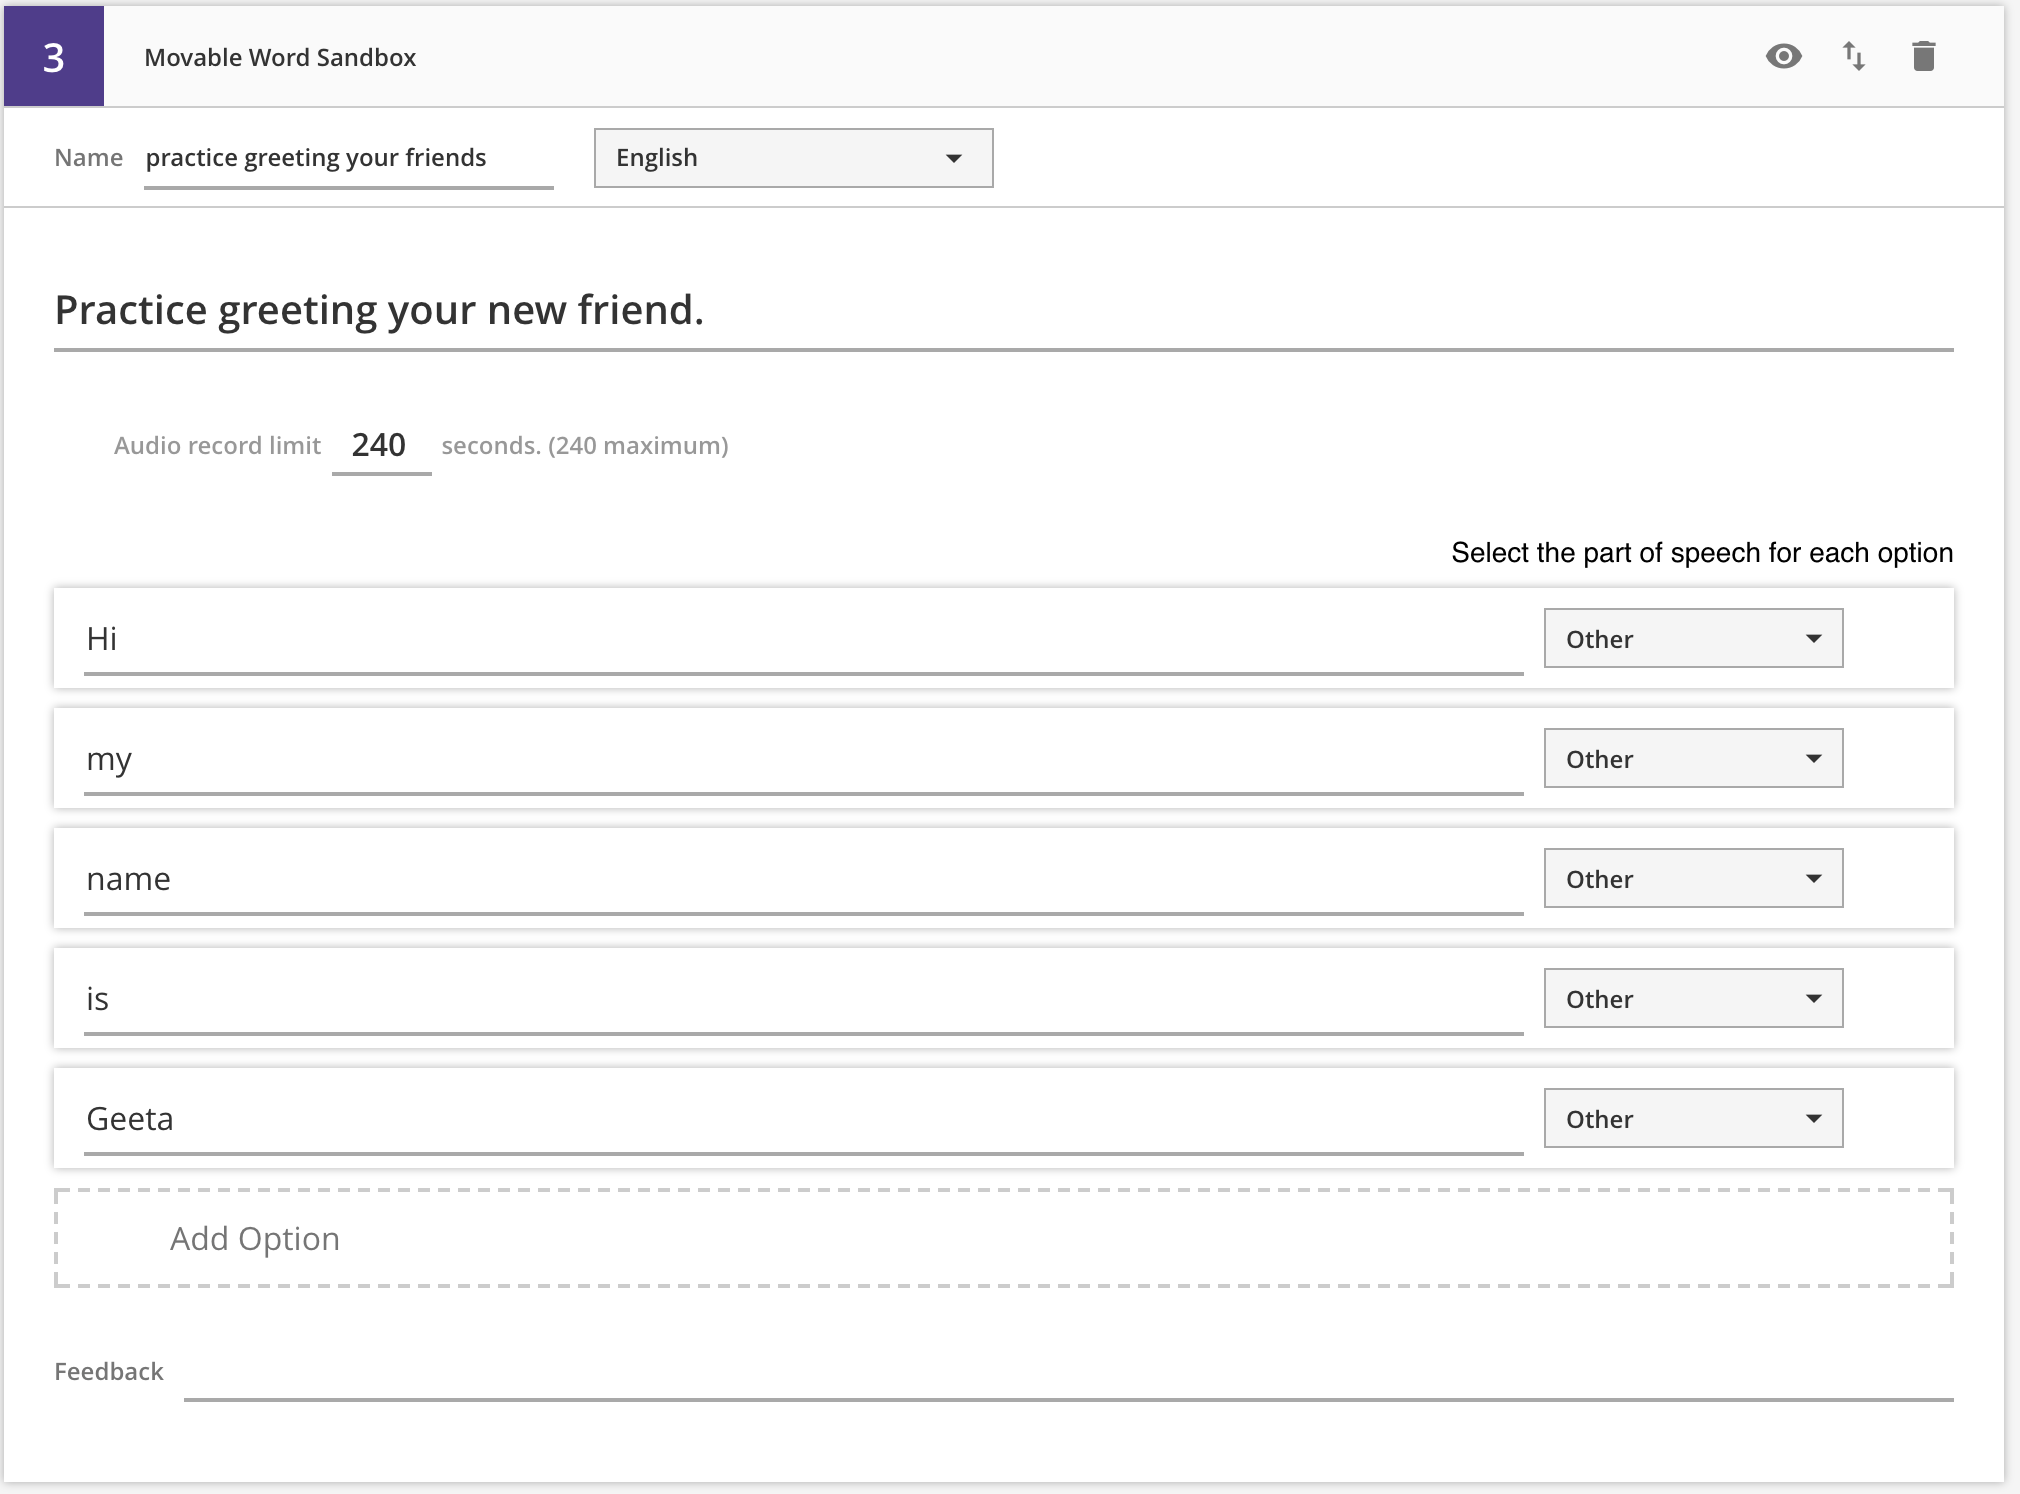 3 Movable Word Sandbox
Name practice greeting your friends English
Practice greeting your new friend.
Audio record limit 240 seconds. (240 maximum)
Select the part of speech for each option
Hi Other
my Other
name Other
is Other
Geeta Other
Add Option
Feedback